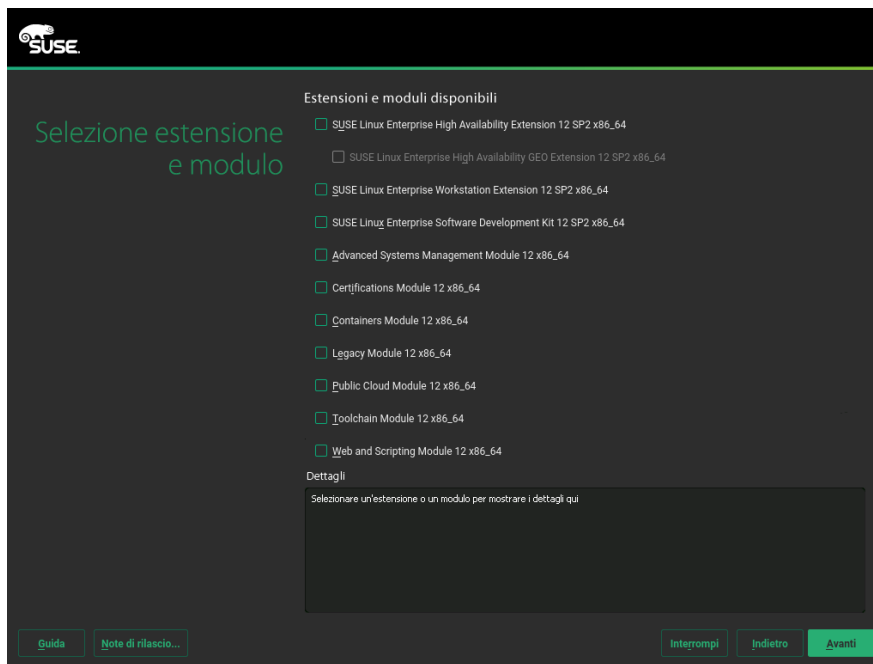 SUSE.
Selezione estensione
e modulo
Estensioni e moduli disponibili
SUSE Linux Enterprise High Availability Extension 12 SP2 x86_64
SUSE Linux Enterprise High Availability GEO Extension 12 SP2 x86_64
SUSE Linux Enterprise Workstation Extension 12 SP2 x86_64
SUSE Linux Enterprise Software Development Kit 12 SP2 x86_64
Advanced Systems Management Module 12 x86_64
Certifications Module 12 x86_64
Containers Module 12 x86_64
Legacy Module 12 x86_64
Public Cloud Module 12 x86_64
Toolchain Module 12 x86_64
Web and Scripting Module 12 x86_64
Dettagli
Selezionare un'estensione o un modulo per mostrare i dettagli qui
Guida
Note di rilascio...
Interrompi
Indietro
Avanti